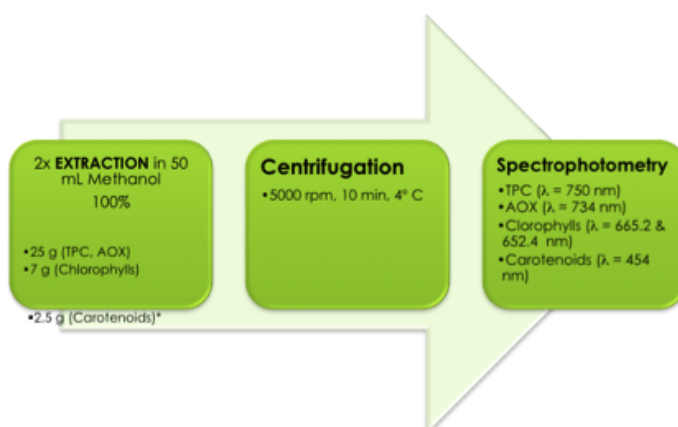 2x EXTRACTION in 50
mL Methanol
100%
•25 g (TPC, AOX)
•7 g (Chlorophylls)
•2.5 g (Carotenoids)*
Centrifugation
•5000 rpm, 10 min, 4º C
Spectrophotometry
•TPC (λ = 750 nm)
•AOX (λ = 734 nm)
•Clorophylls (λ = 665.2 &
652.4 nm)
•Carotenoids (λ = 454
nm)